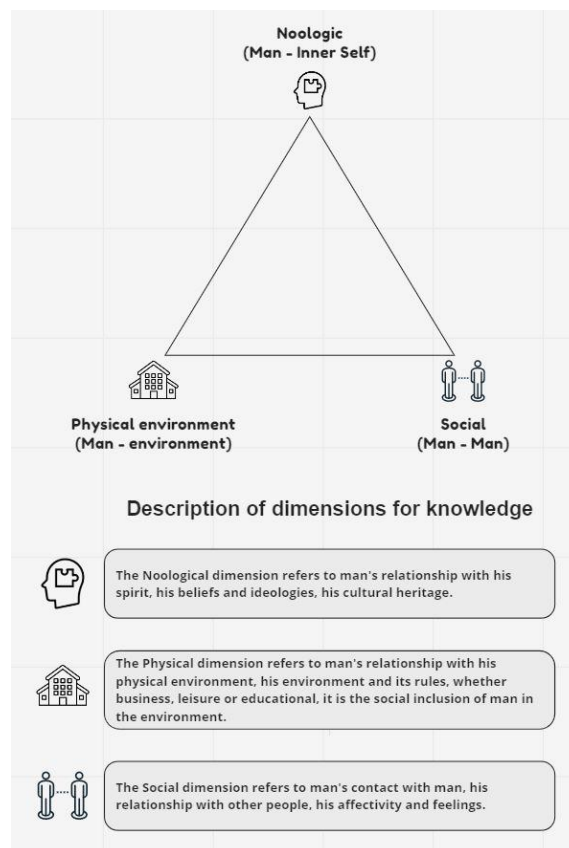 Noologic
(Man - Inner Self)
Physical environment
(Man - environment)
Social
(Man - Man)
Description of dimensions for knowledge
The Noological dimension refers to man's relationship with his
spirit, his beliefs and ideologies, his cultural heritage.
The Physical dimension refers to man's relationship with his
physical environment, his environment and its rules, whether
business, leisure or educational, it is the social inclusion of man in
the environment.
The Social dimension refers to man's contact with man, his
relationship with other people, his affectivity and feelings.